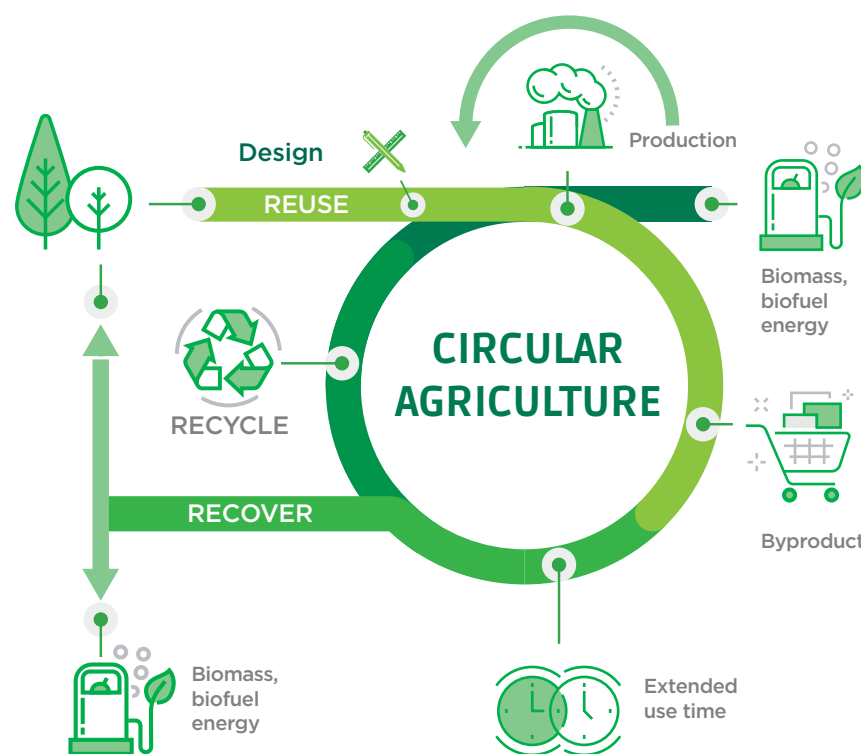 Production
Design
REUSE
Biomass,
biofuel
energy
CIRCULAR
AGRICULTURE
RECYCLE
RECOVER
Byproduct
Biomass,
biofuel
energy
Extended
use time